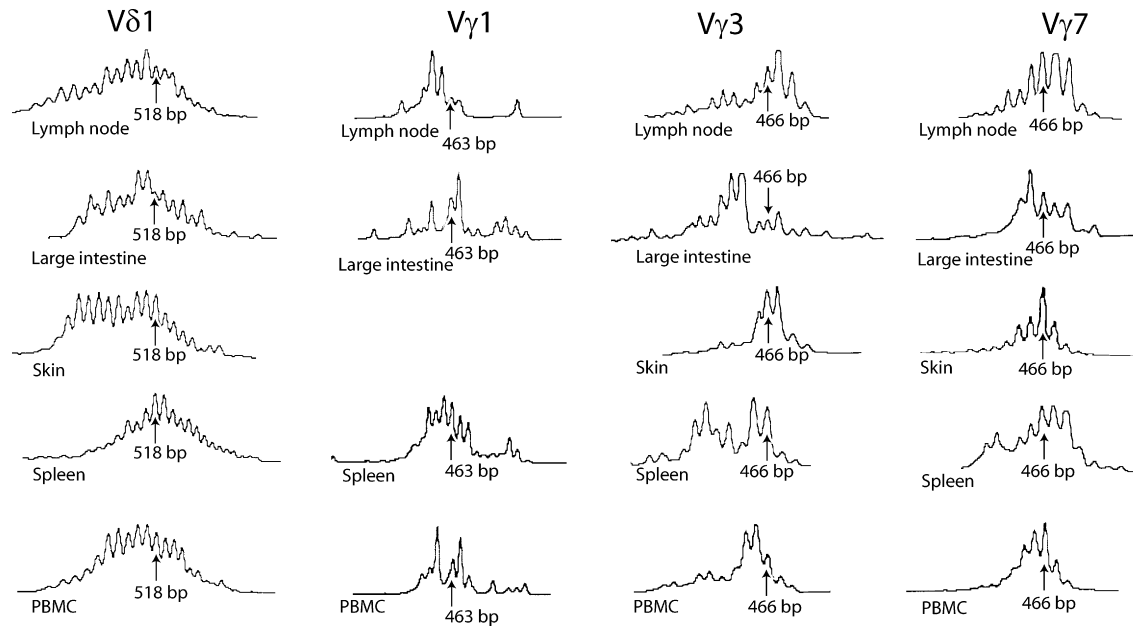 Vδ1 Vγ1 Vγ3 Vγ7
518 bp 463 bp 466 bp 466 bp
Lymph node Lymph node Lymph node Lymph node
466 bp
518 bp 463 bp 466 bp
Large intestine Large intestine Large intestine Large intestine
518 bp 466 bp 466 bp
Skin Skin Skin
518 bp 463 bp 466 bp 466 bp
Spleen Spleen Spleen Spleen
518 bp 463 bp 466 bp 466 bp
PBMC PBMC PBMC PBMC